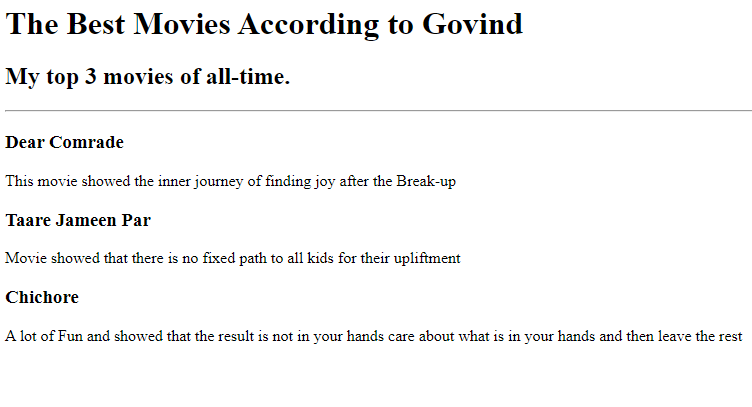 The Best Movies According to Govind
My top 3 movies of all-time.
Dear Comrade
This movie showed the inner journey of finding joy after the Break-up
Taare Jameen Par
Movie showed that there is no fixed path to all kids for their upliftment
Chichore
A lot of Fun and showed that the result is not in your hands care about what is in your hands and then leave the rest